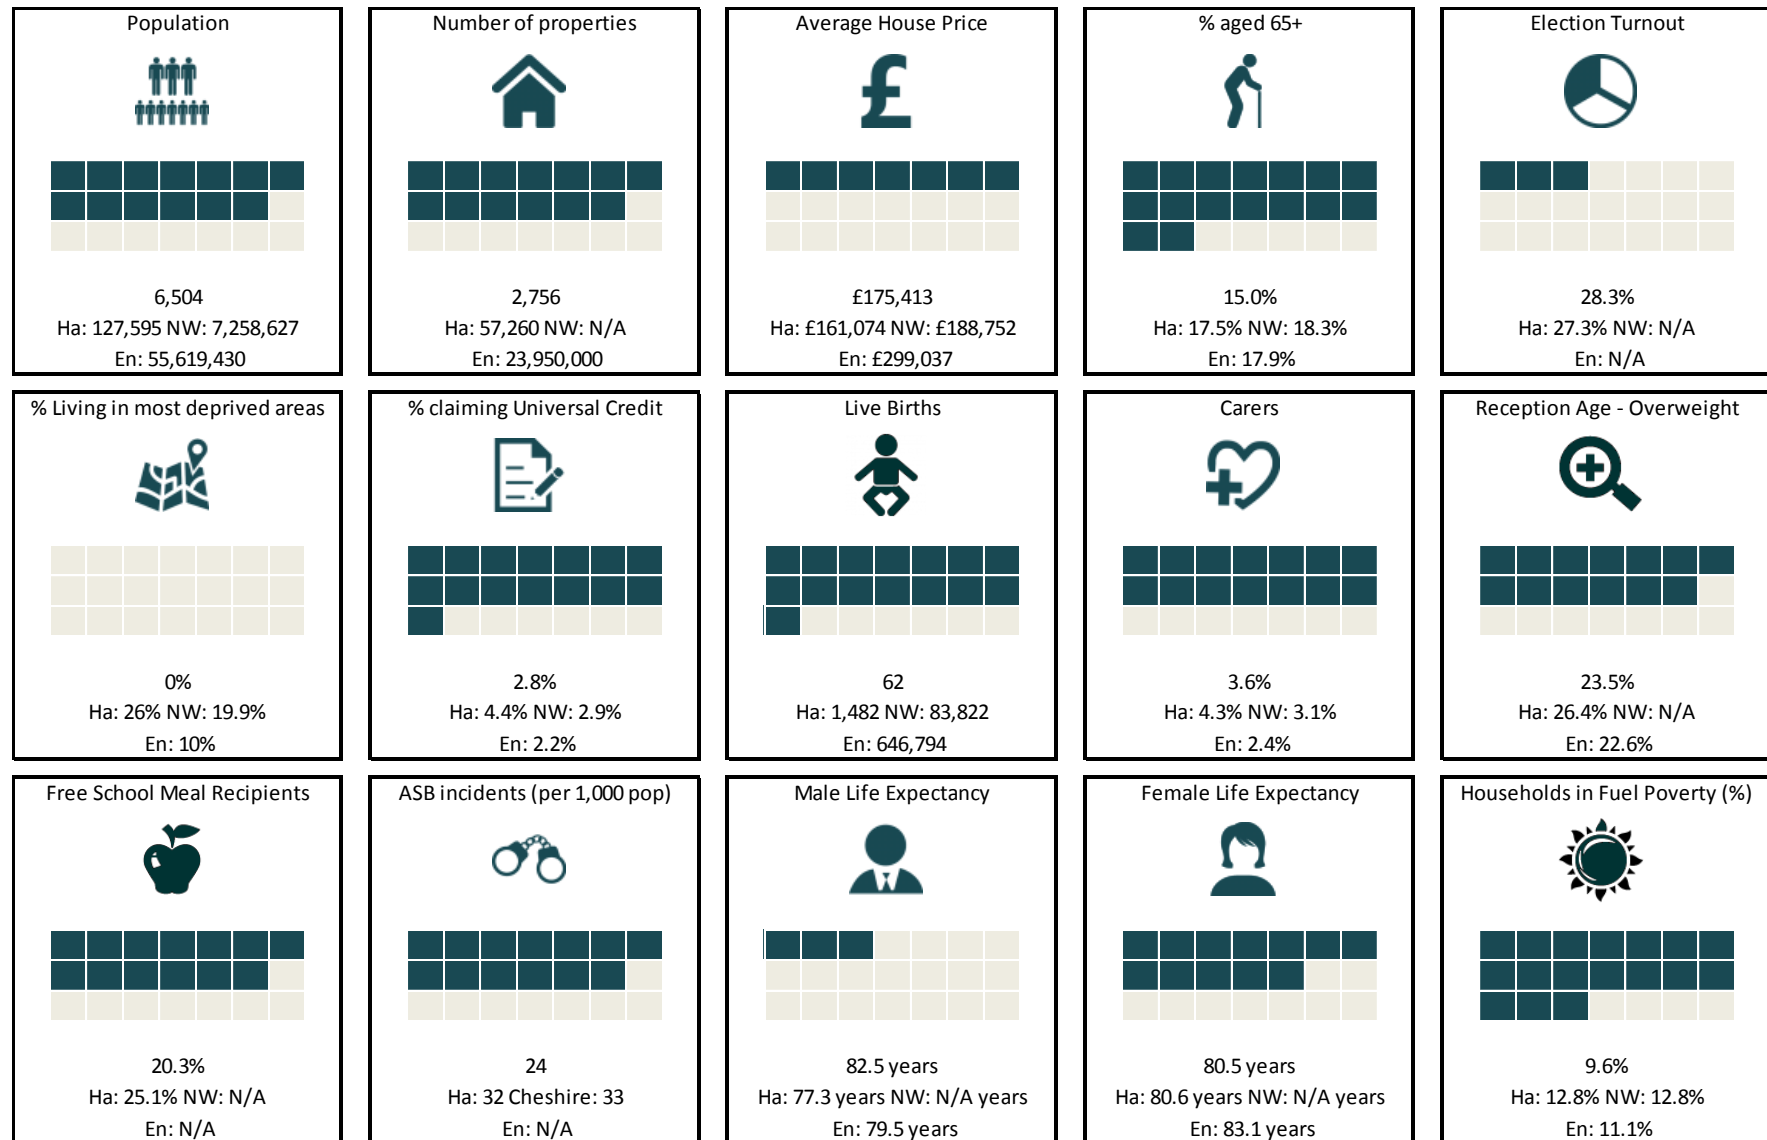 Population
6,504
Ha: 127,595 NW: 7,258,627
En: 55,619,430
Number of properties
2,756
Ha: 57,260 NW: N/A
En: 23,950,000
Average House Price
£175,413
Ha: £161,074 NW: £188,752
En: £299,037
% aged 65+
15.0%
Ha: 17.5% NW: 18.3%
En: 17.9%
Election Turnout
28.3%
Ha: 27.3% NW: N/A
En: N/A
% Living in most deprived areas
0%
Ha: 26% NW: 19.9%
En: 10%
% claiming Universal Credit
2.8%
Ha: 4.4% NW: 2.9%
En: 2.2%
Live Births
62
Ha: 1,482 NW: 83,822
En: 646,794
Carers
3.6%
Ha: 4.3% NW: 3.1%
En: 2.4%
Reception Age - Overweight
23.5%
Ha: 26.4% NW: N/A
En: 22.6%
Free School Meal Recipients
20.3%
Ha: 25.1% NW: N/A
En: N/A
ASB incidents (per 1,000 pop)
24
Ha: 32 Cheshire: 33
En: N/A
Male Life Expectancy
82.5 years
Ha: 77.3 years NW: N/A years
En: 79.5 years
Female Life Expectancy
80.5 years
Ha: 80.6 years NW: N/A years
En: 83.1 years
Households in Fuel Poverty (%)
9.6%
Ha: 12.8% NW: 12.8%
En: 11.1%